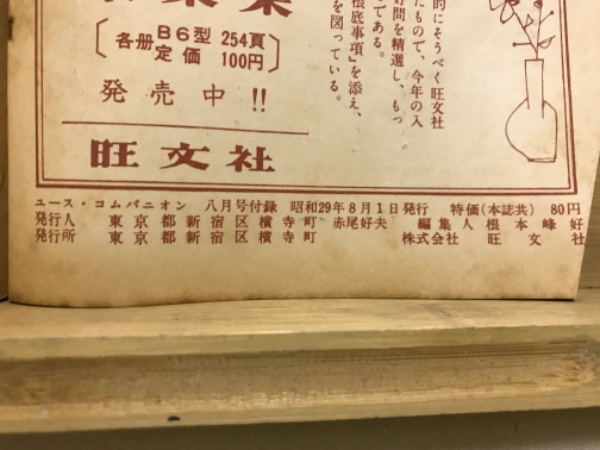 的にそうべく旺文社
たもので、今年の入
好問を精選し、もっ
である。
根底事項』を添え、
を図っている。
集
各册 B6型 254頁
定価 100円
発売中!!
旺文社
ユース・コムパニオン 八月号付録 昭和29年8月1日発行 特価(本誌共) 80円
発行人 東京都新宿区横寺町 赤尾好夫 編集人 根本峰好
発行所 東京都新宿区横寺町 株式会社 旺文社